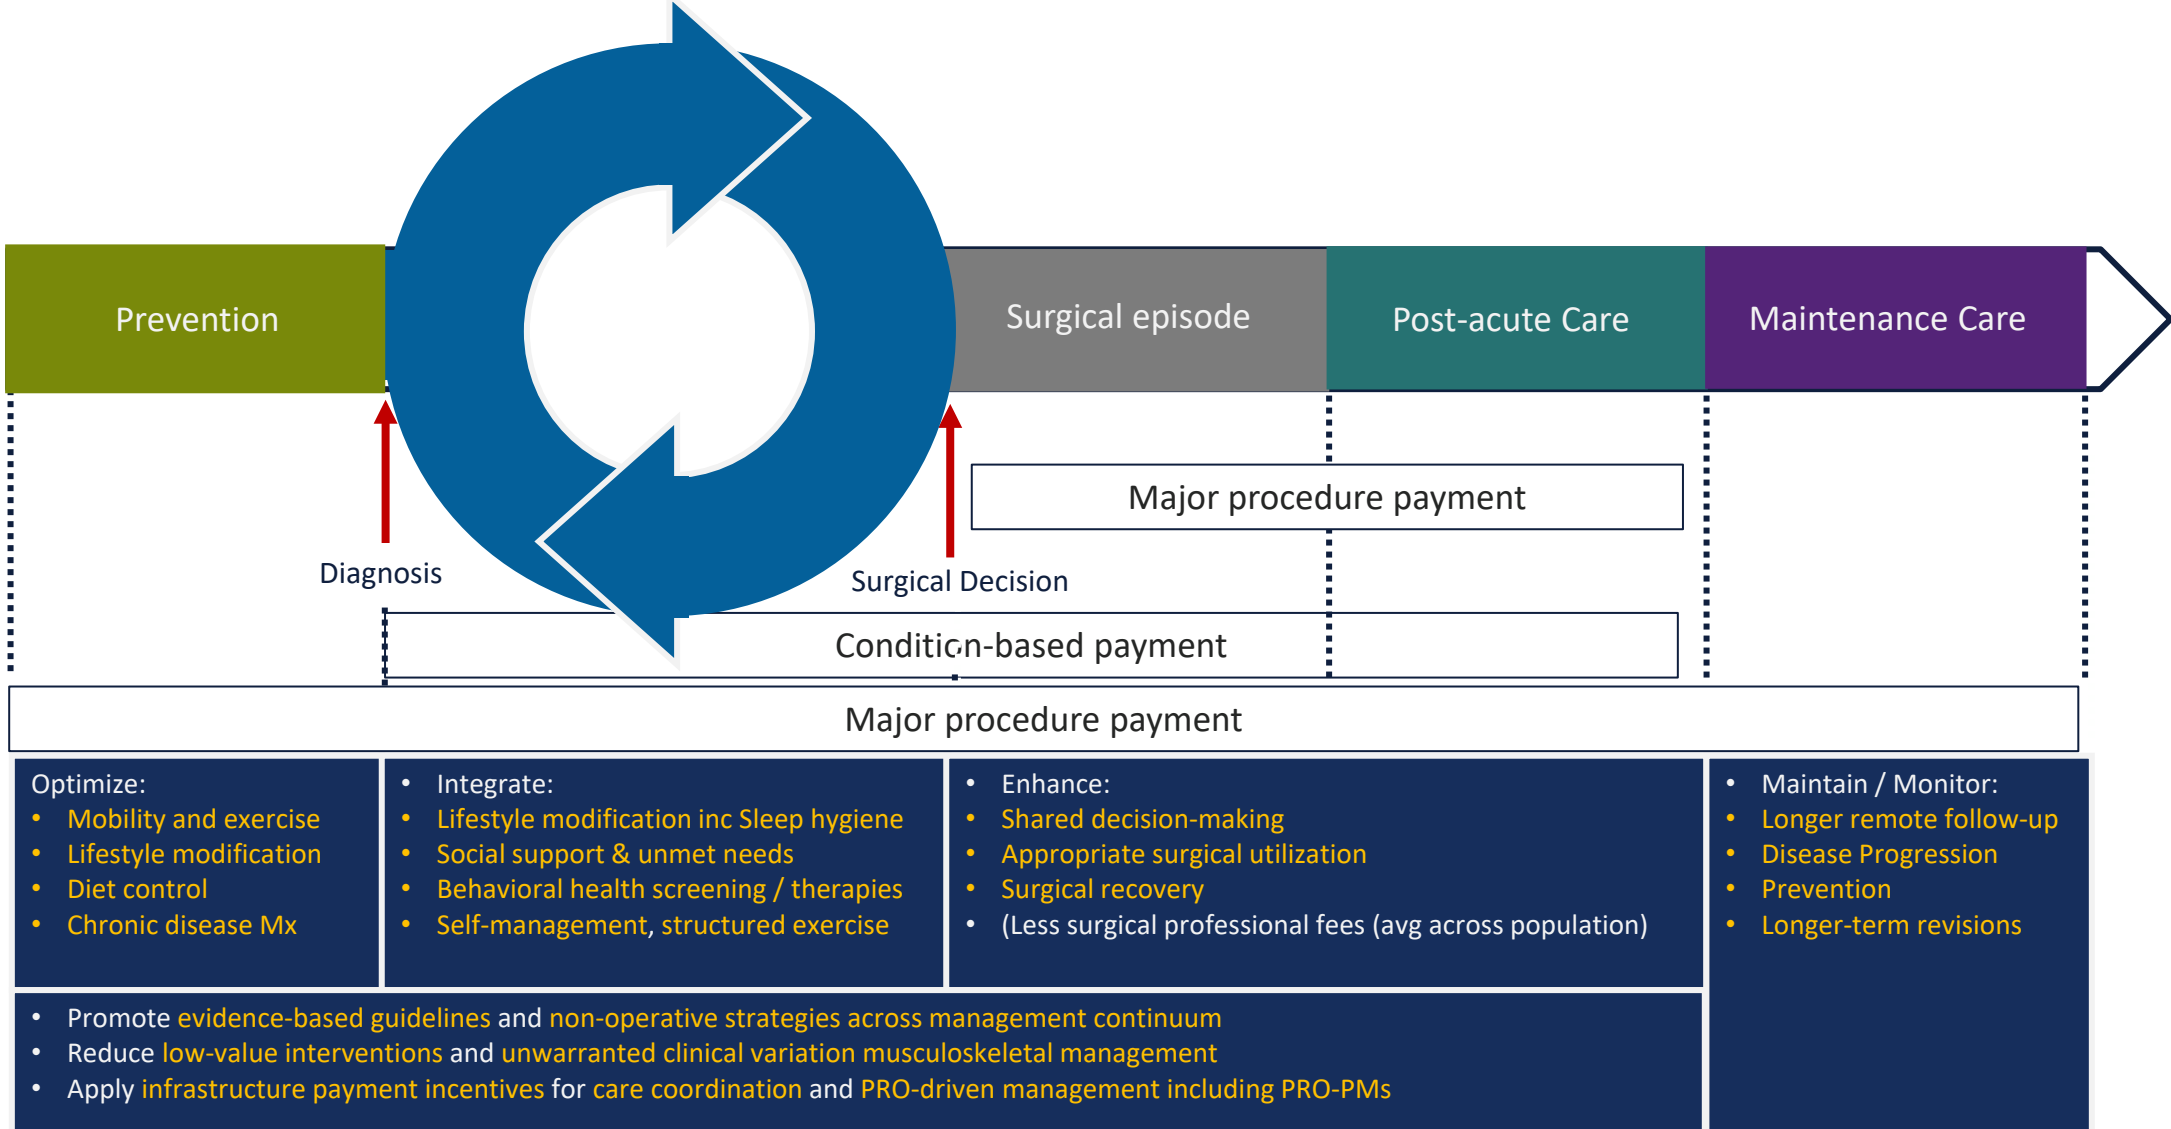 Prevention
Surgical episode
Post-acute Care
Maintenance Care
Major procedure payment
Diagnosis
Surgical Decision
Condition-based payment
Major procedure payment
Optimize:
• Mobility and exercise
• Lifestyle modification
• Diet control
• Chronic disease Mx
• Integrate:
• Lifestyle modification inc Sleep hygiene
• Social support & unmet needs
• Behavioral health screening / therapies
• Self-management, structured exercise
• Enhance:
• Shared decision-making
• Appropriate surgical utilization
• Surgical recovery
• (Less surgical professional fees (avg across population)
• Maintain / Monitor:
• Longer remote follow-up
• Disease Progression
• Prevention
• Longer-term revisions
• Promote evidence-based guidelines and non-operative strategies across management continuum
• Reduce low-value interventions and unwarranted clinical variation musculoskeletal management
• Apply infrastructure payment incentives for care coordination and PRO-driven management including PRO-PMs